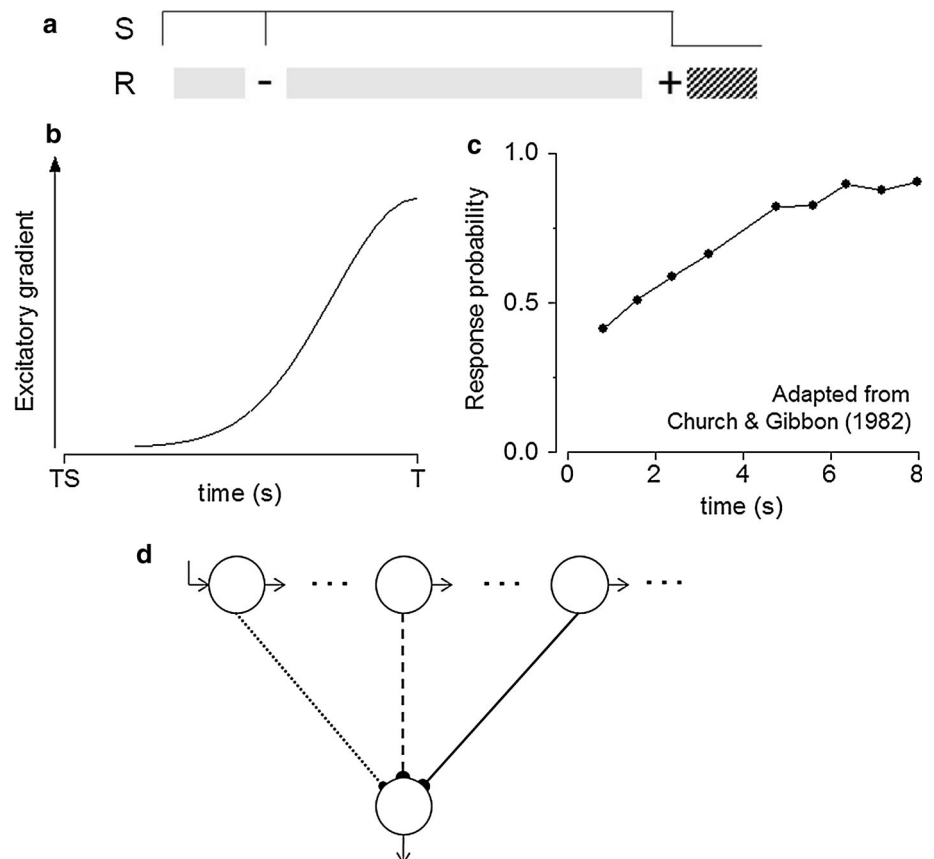 a
S
R - +
b
Excitatory gradient
TS
T
time (s)
c
Response probability
1.0
0.5
0.0
Adapted from
Church & Gibbon (1982)
0 2 4 6 8
time (s)
d
... ... ...